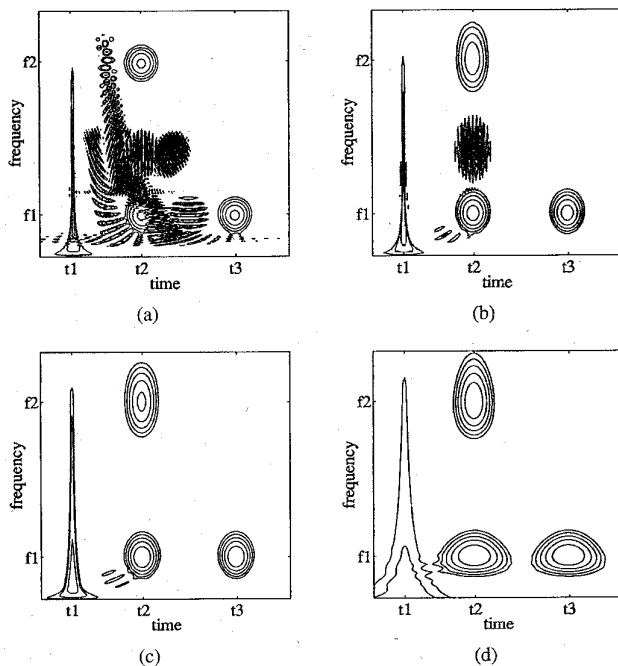 f2
frequency
f1
t1 t2 t3
time
(a)
f2
frequency
f1
t1 t2 t3
time
(b)
f2
frequency
f1
t1 t2 t3
time
(c)
f2
frequency
f1
t1 t2 t3
time
(d)